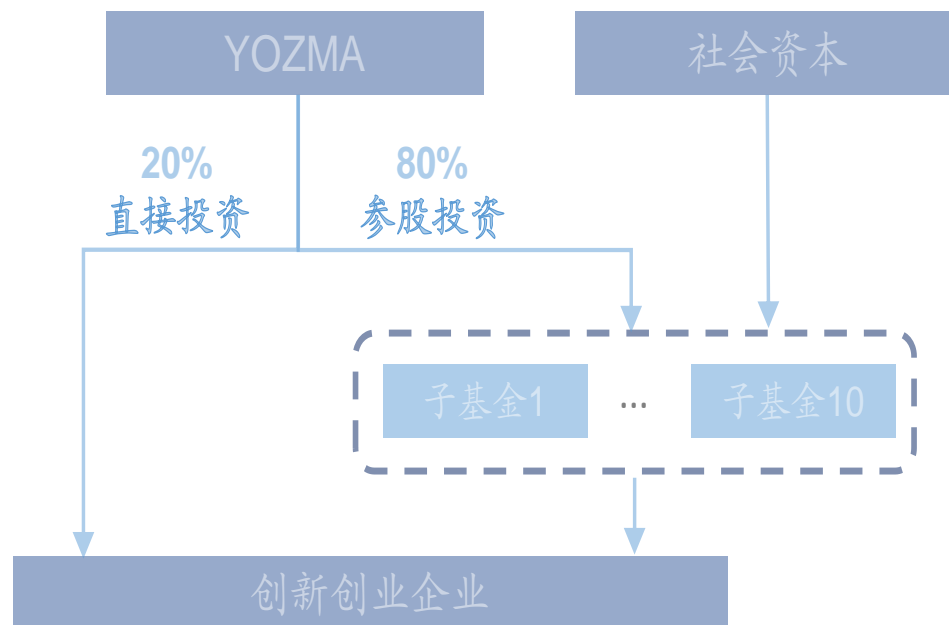 YOZMA
社会资本
20%
直接投资
80%
参股投资
子基金1
...
子基金10
创新创业企业